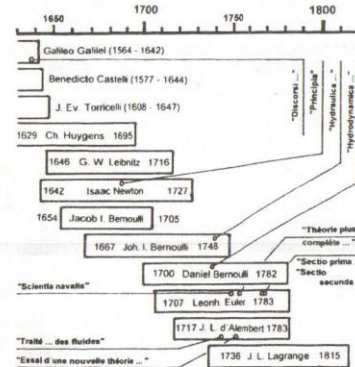 1650 1700 1750 1800
Galileo Galilei (1564 - 1642)
Benedicto Castelli (1577 - 1644)
J. Ev. Torricelli (1608 - 1647)
1629 Ch. Huygens 1695
1646 G. W. Leibnitz 1716
1642 Isaac Newton 1727
1654 Jacob I. Bernoulli 1705
1667 Joh. I. Bernoulli 1748
1700 Daniel Bernoulli 1782
1707 Leonh. Euler 1783
1717 J. L. d'Alembert 1783
1736 J. L. Lagrange 1815
"Discorsi ..."
"Principia"
"Hydraulica ..."
"Hydrodynamica ..."
"Théorie plus
complète ..."
"Sectio prima
"Sectio
secunda
"Scientia navalis"
"Traité ... des fluides"
"Essai d'une nouvelle théorie ..."